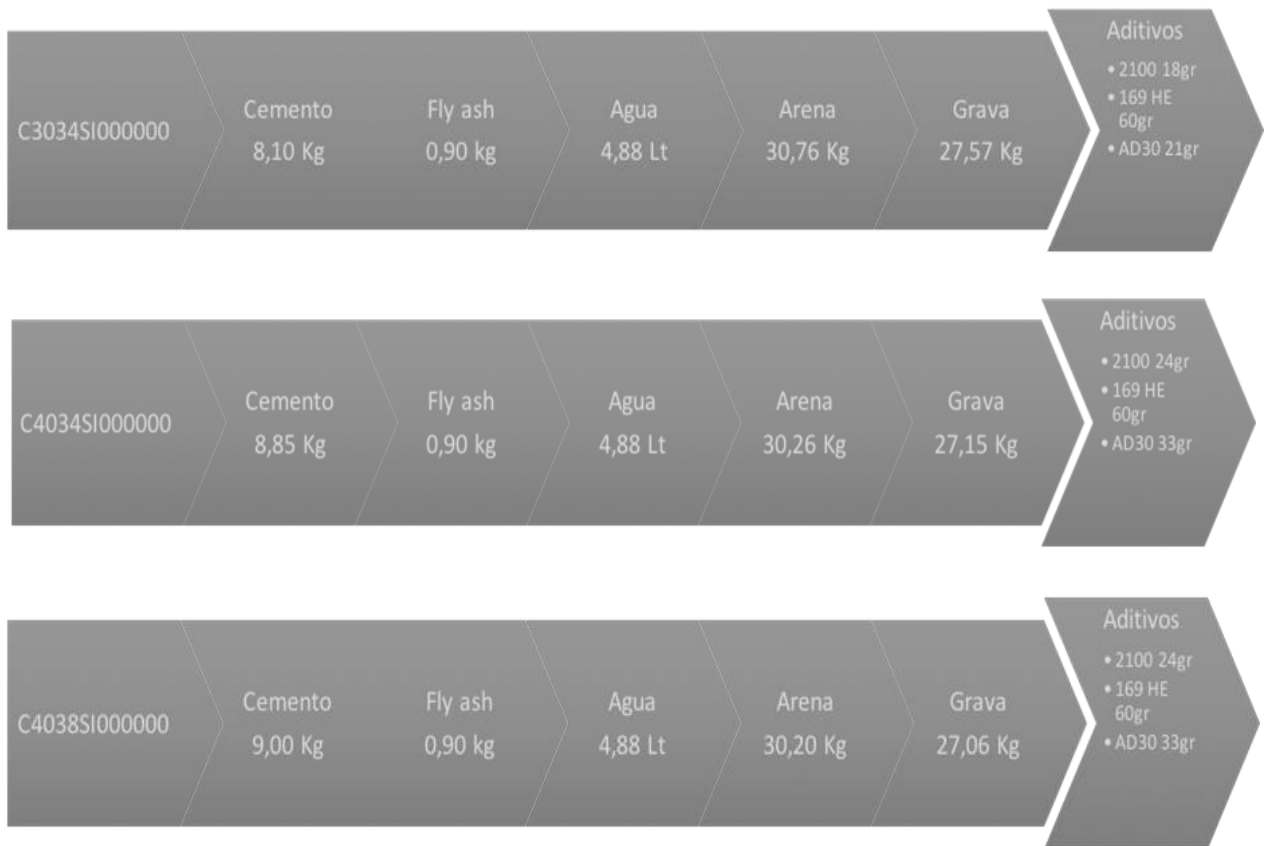 C3034SI000000
Cemento
8,10 Kg
Fly ash
0,90 kg
Agua
4,88 Lt
Arena
30,76 Kg
Grava
27,57 Kg
Aditivos
• 2100 18gr
• 169 HE
60gr
• AD30 21gr
C4034SI000000
Cemento
8,85 Kg
Fly ash
0,90 kg
Agua
4,88 Lt
Arena
30,26 Kg
Grava
27,15 Kg
Aditivos
• 2100 24gr
• 169 HE
60gr
• AD30 33gr
C4038SI000000
Cemento
9,00 Kg
Fly ash
0,90 kg
Agua
4,88 Lt
Arena
30,20 Kg
Grava
27,06 Kg
Aditivos
• 2100 24gr
• 169 HE
60gr
• AD30 33gr